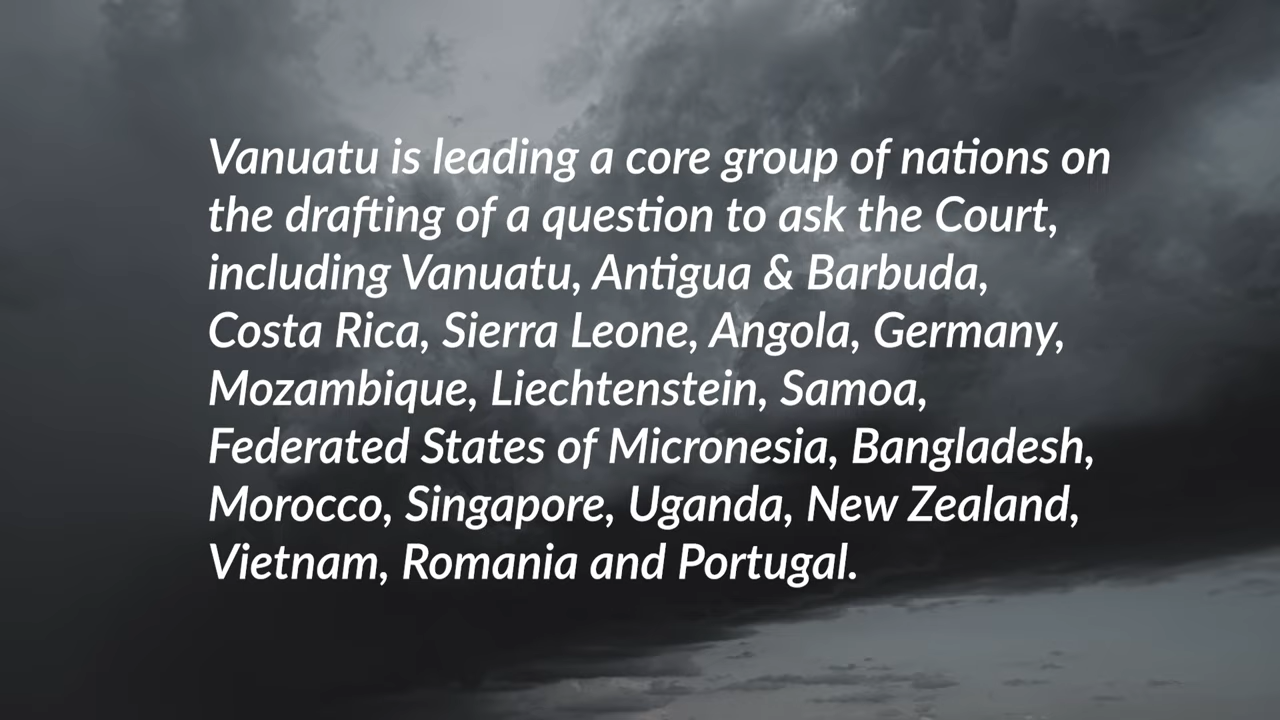 Vanuatu is leading a core group of nations on
the drafting of a question to ask the Court,
including Vanuatu, Antigua & Barbuda,
Costa Rica, Sierra Leone, Angola, Germany,
Mozambique, Liechtenstein, Samoa,
Federated States of Micronesia, Bangladesh,
Morocco, Singapore, Uganda, New Zealand,
Vietnam, Romania and Portugal.